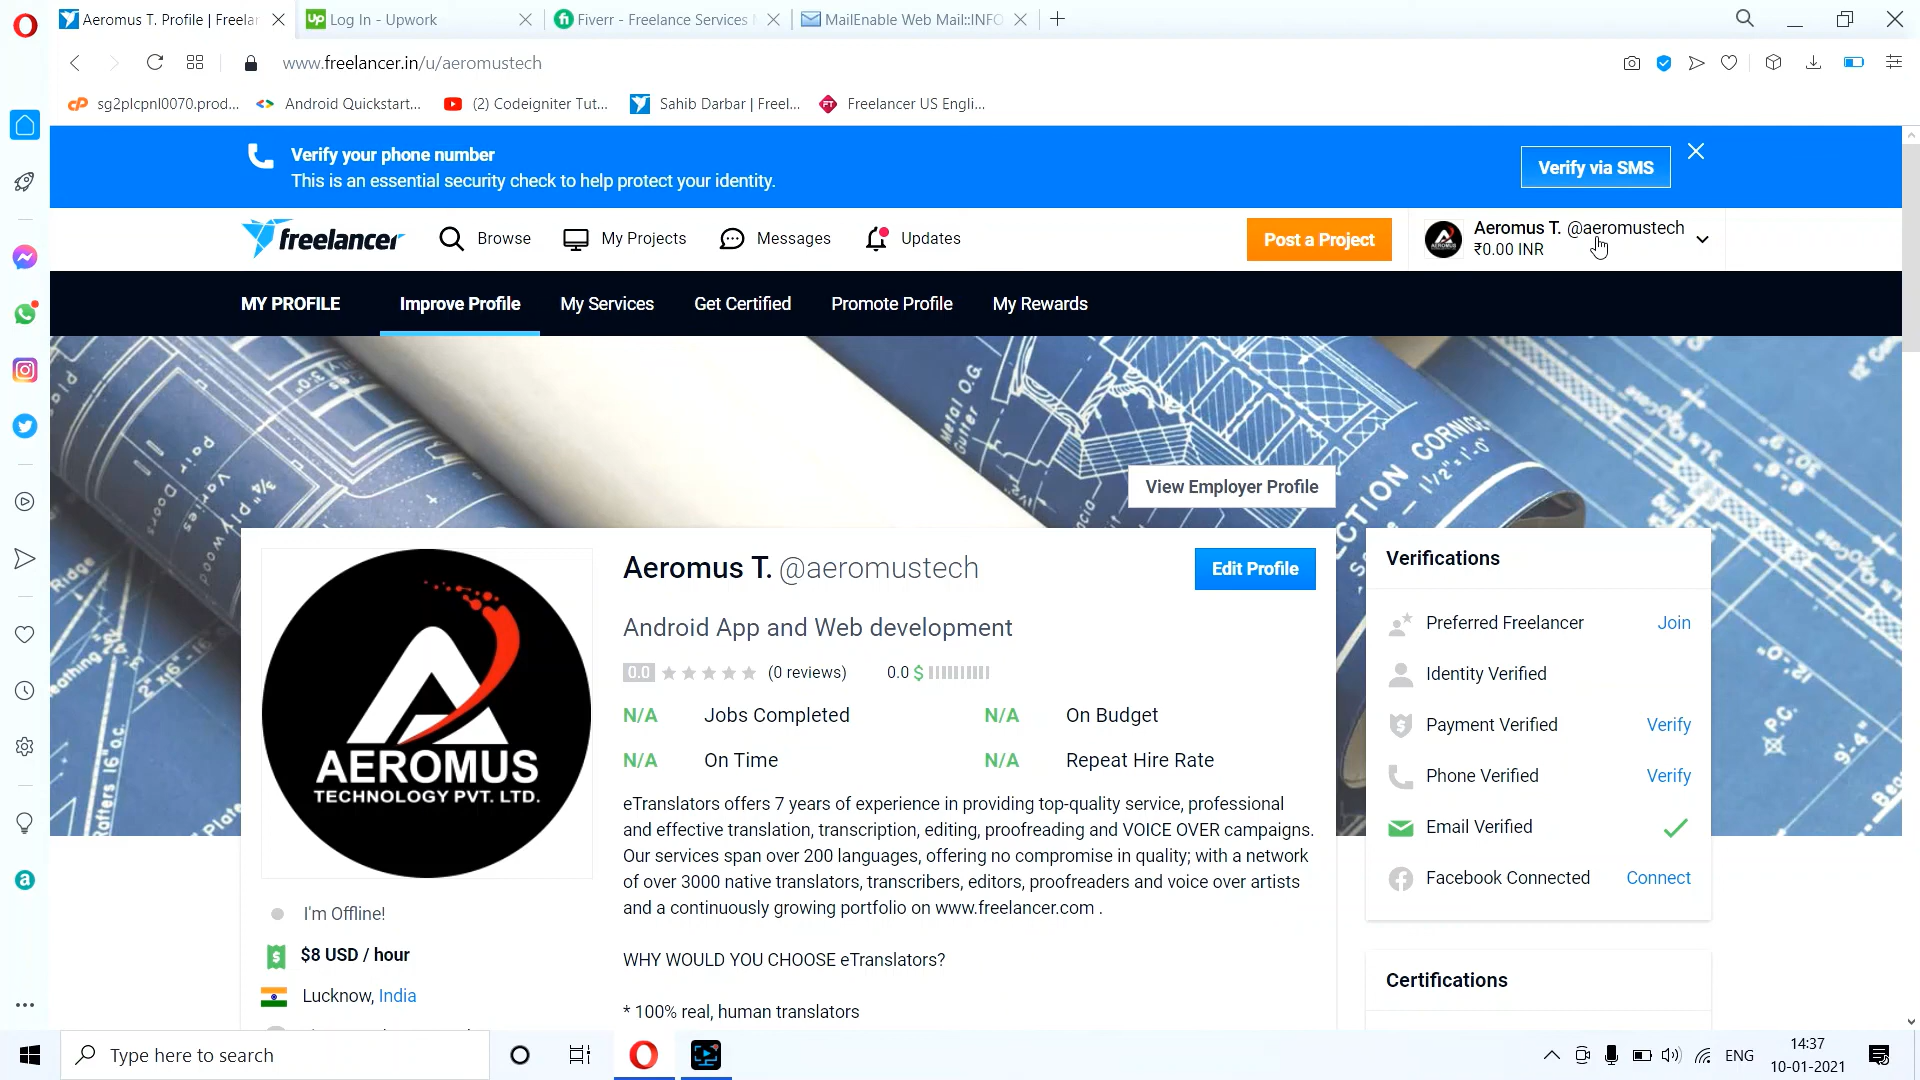 Aeromus T. Profile | Freelan
Log In - Upwork
Fiverr - Freelance Services
MailEnable Web Mail::INFO
www.freelancer.in/u/aeromustech
sg2plcpnl0070.prod...
Android Quickstart...
(2) Codeigniter Tut...
Sahib Darbar | Freel...
Freelancer US Engli...
Verify your phone number
This is an essential security check to help protect your identity.
Verify via SMS
freelancer
Browse
My Projects
Messages
Updates
Post a Project
Aeromus T. @aeromustech
₹0.00 INR
MY PROFILE
Improve Profile
My Services
Get Certified
Promote Profile
My Rewards
Metal O.G.
Gutter
SECTION CORNICE
1'-0"
View Employer Profile
Aeromus T. @aeromustech
Edit Profile
Android App and Web development
0.0
(0 reviews)
0.0 $
N/A Jobs Completed
N/A On Budget
N/A On Time
N/A Repeat Hire Rate
eTranslators offers 7 years of experience in providing top-quality service, professional
and effective translation, transcription, editing, proofreading and VOICE OVER campaigns.
Our services span over 200 languages, offering no compromise in quality; with a network
of over 3000 native translators, transcribers, editors, proofreaders and voice over artists
and a continuously growing portfolio on www.freelancer.com .
WHY WOULD YOU CHOOSE eTranslators?
* 100% real, human translators
AEROMUS
TECHNOLOGY PVT. LTD.
I'm Offline!
$8 USD / hour
Lucknow, India
Verifications
Preferred Freelancer Join
Identity Verified
Payment Verified Verify
Phone Verified Verify
Email Verified
Facebook Connected Connect
Certifications
Type here to search
ENG
14:37
10-01-2021